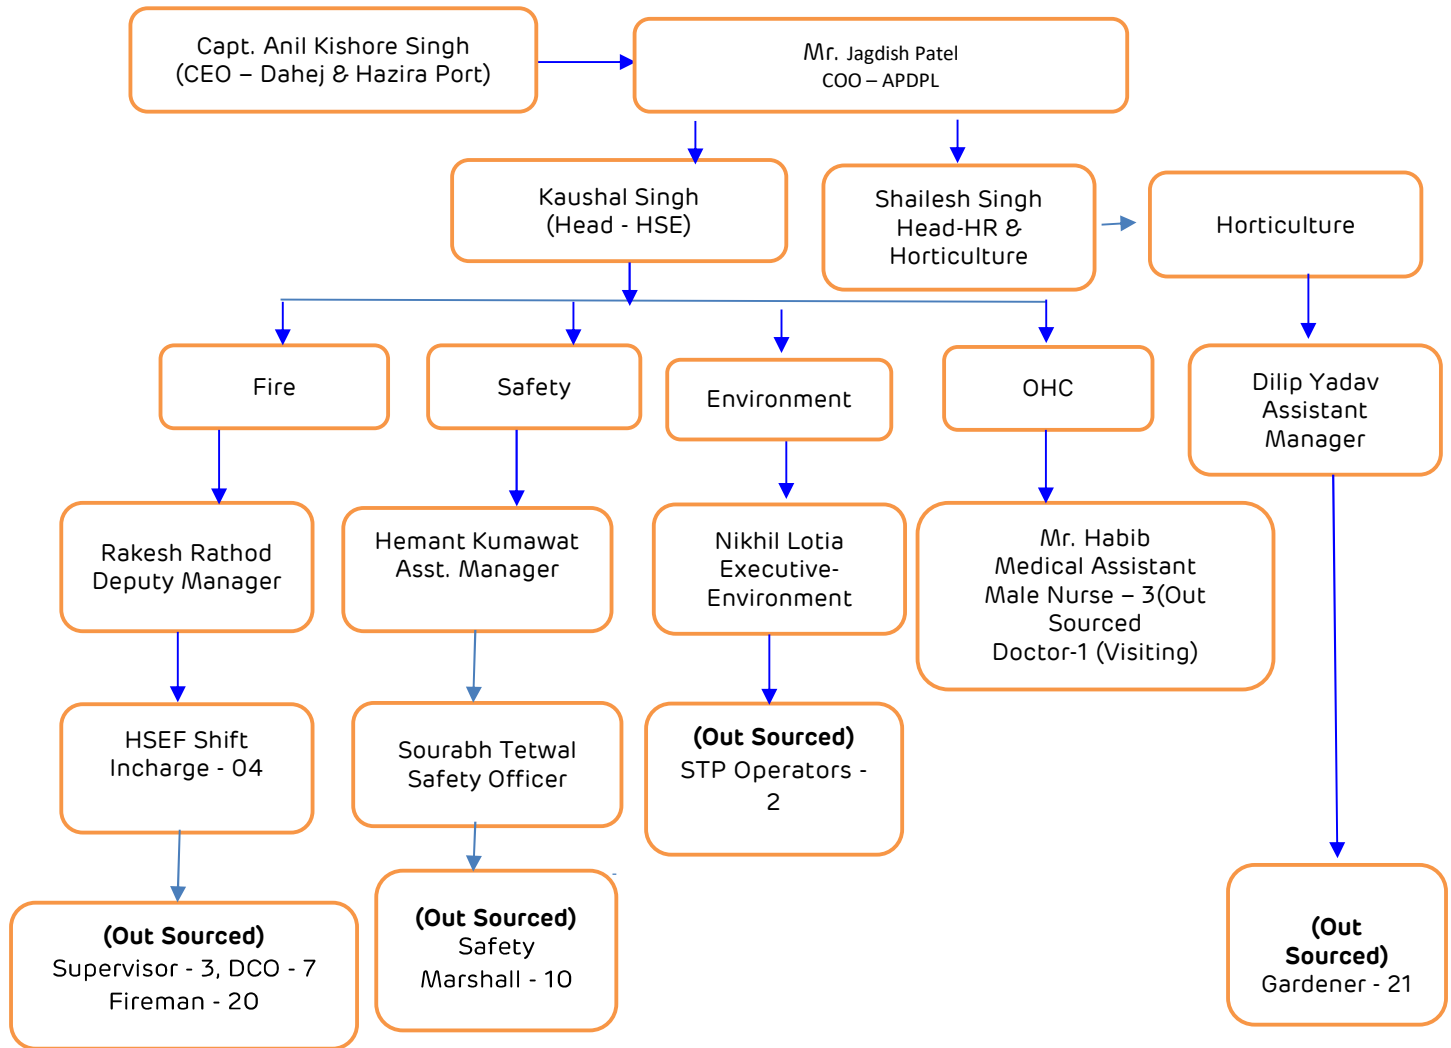 Capt. Anil Kishore Singh
(CEO – Dahej & Hazira Port)
Mr. Jagdish Patel
COO – APDPL
Kaushal Singh
(Head - HSE)
Shailesh Singh
Head-HR &
Horticulture
Horticulture
Fire
Safety
Environment
OHC
Dilip Yadav
Assistant
Manager
Rakesh Rathod
Deputy Manager
Hemant Kumawat
Asst. Manager
Nikhil Lotia
Executive-
Environment
Mr. Habib
Medical Assistant
Male Nurse – 3(Out
Sourced
Doctor-1 (Visiting)
HSEF Shift
Incharge - 04
Sourabh Tetwal
Safety Officer
(Out Sourced)
STP Operators -
2
(Out Sourced)
Supervisor - 3, DCO - 7
Fireman - 20
(Out Sourced)
Safety
Marshall - 10
(Out
Sourced)
Gardener - 21